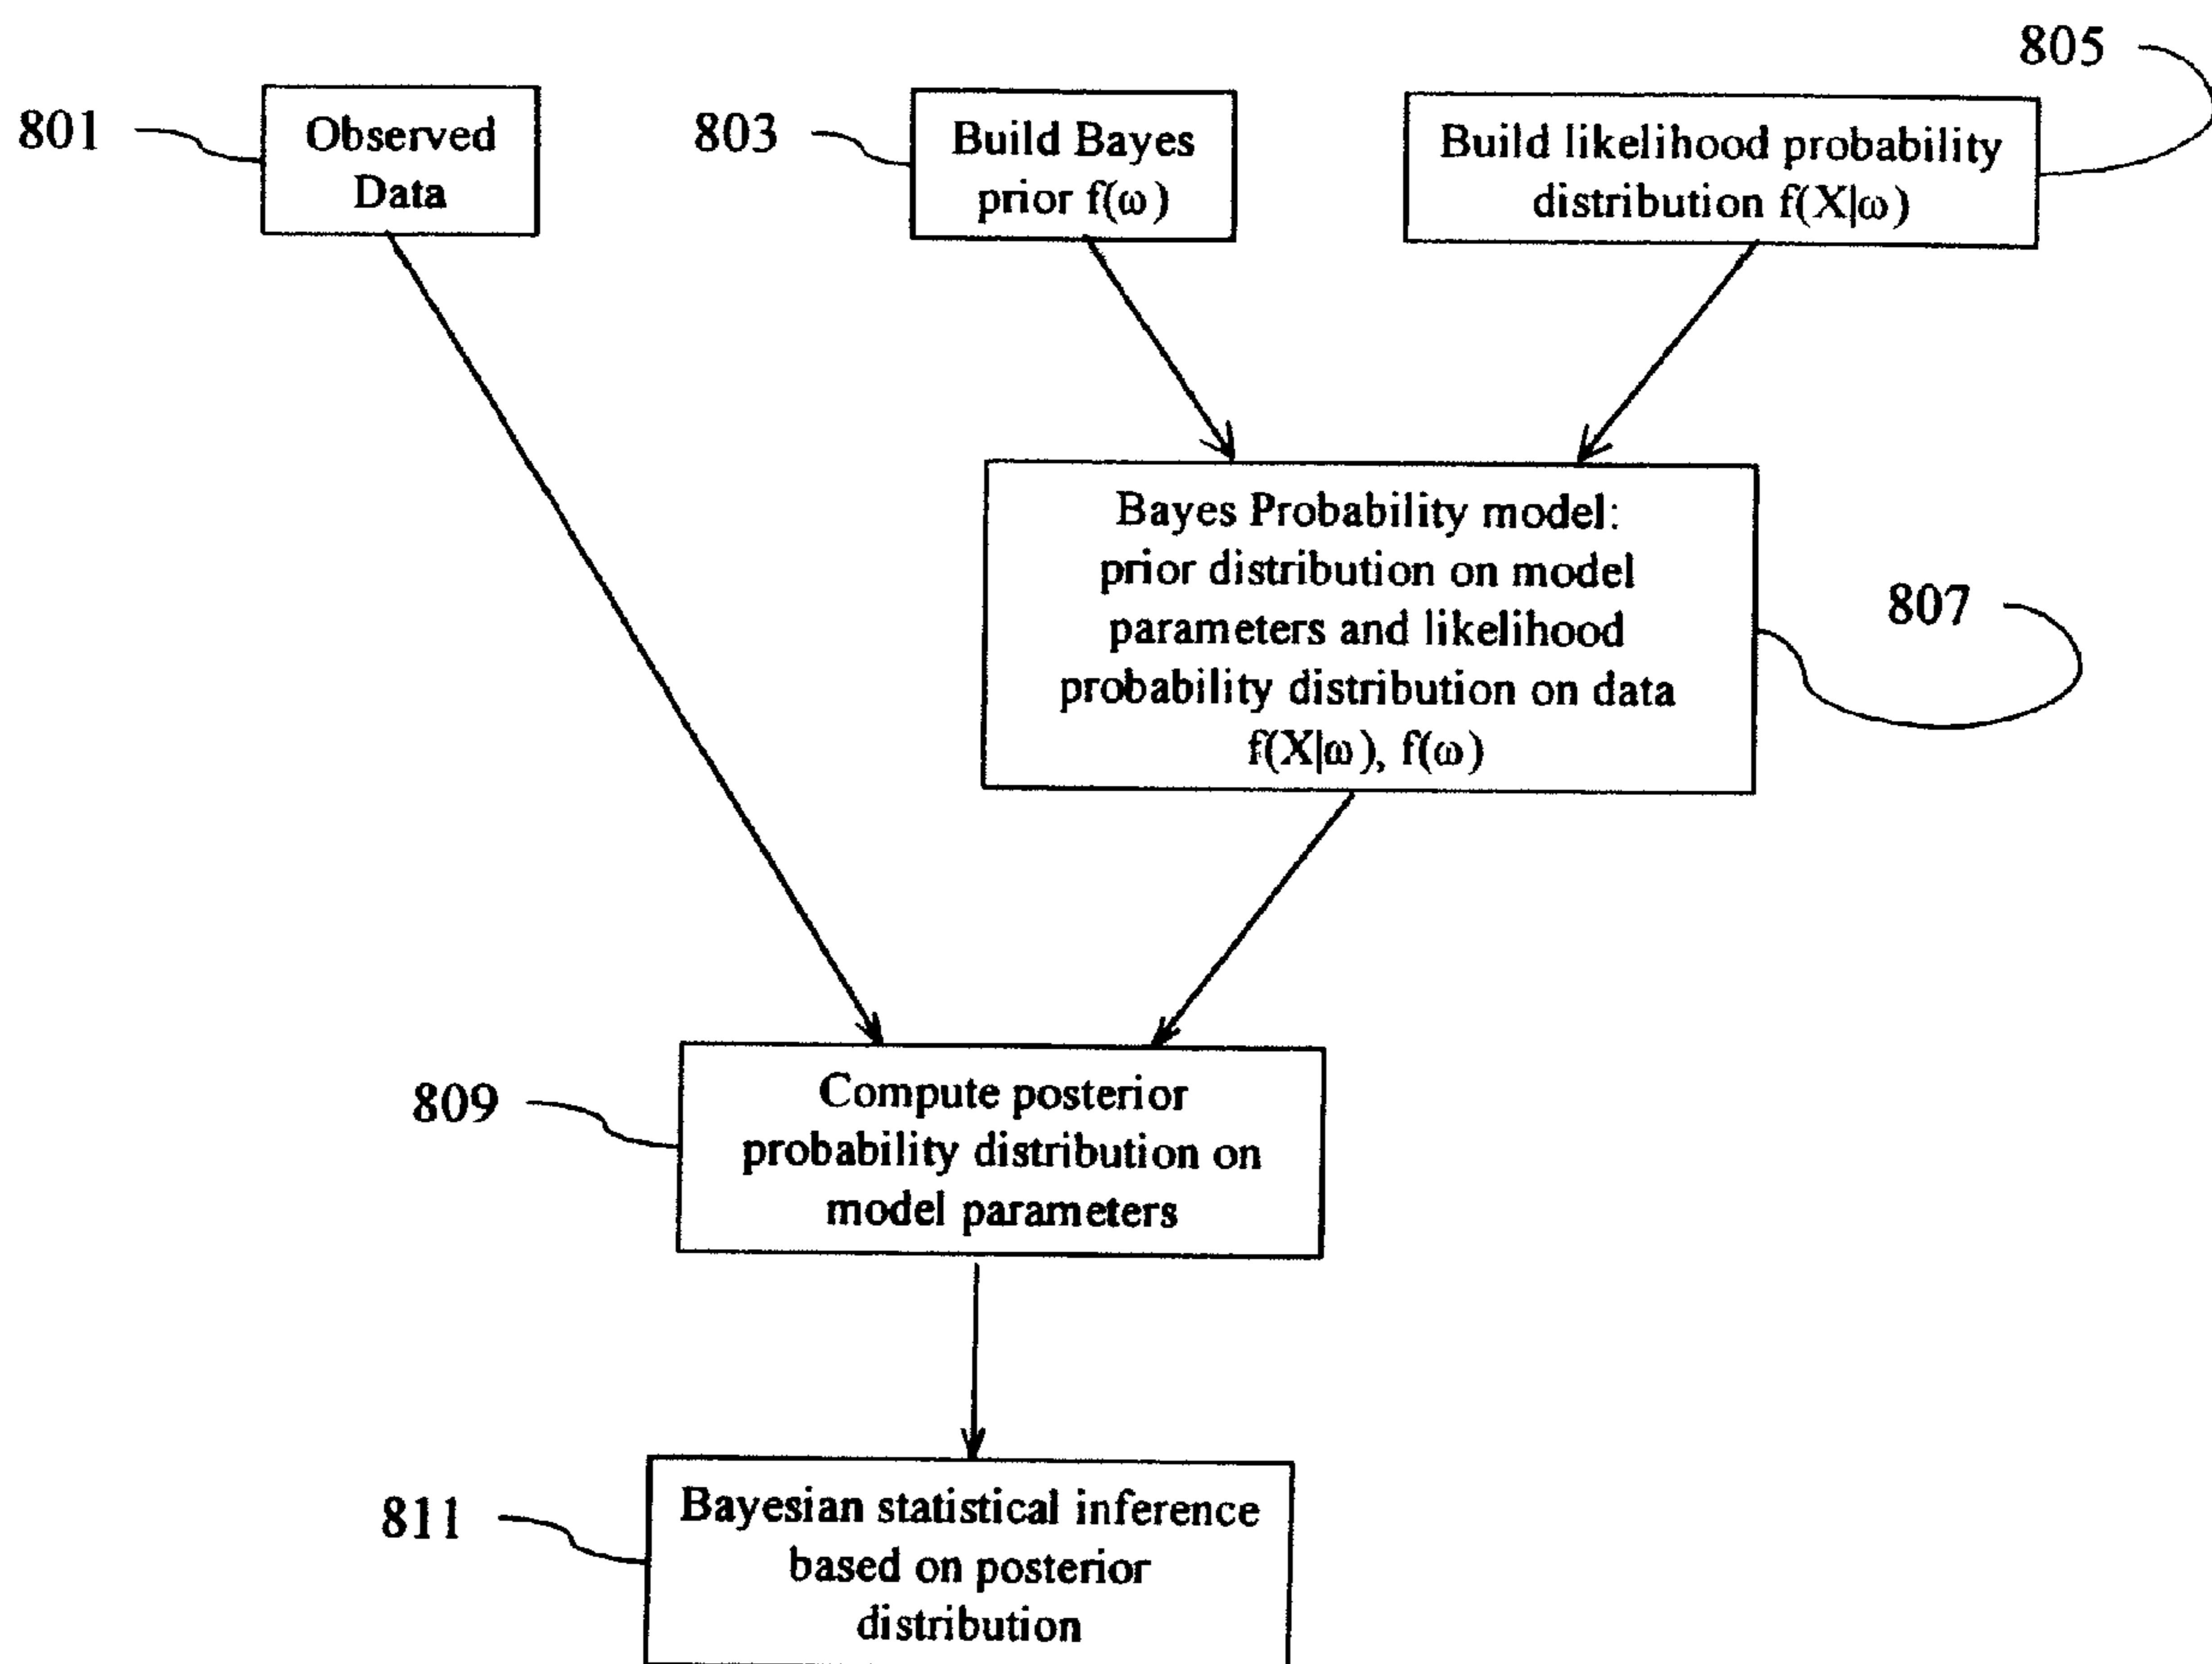 805
801
Observed
Data
803
Build Bayes
prior f(ω)
Build likelihood probability
distribution f(X|ω)
Bayes Probability model:
prior distribution on model
parameters and likelihood
probability distribution on data
f(X|ω), f(ω)
807
809
Compute posterior
probability distribution on
model parameters
811
Bayesian statistical inference
based on posterior
distribution